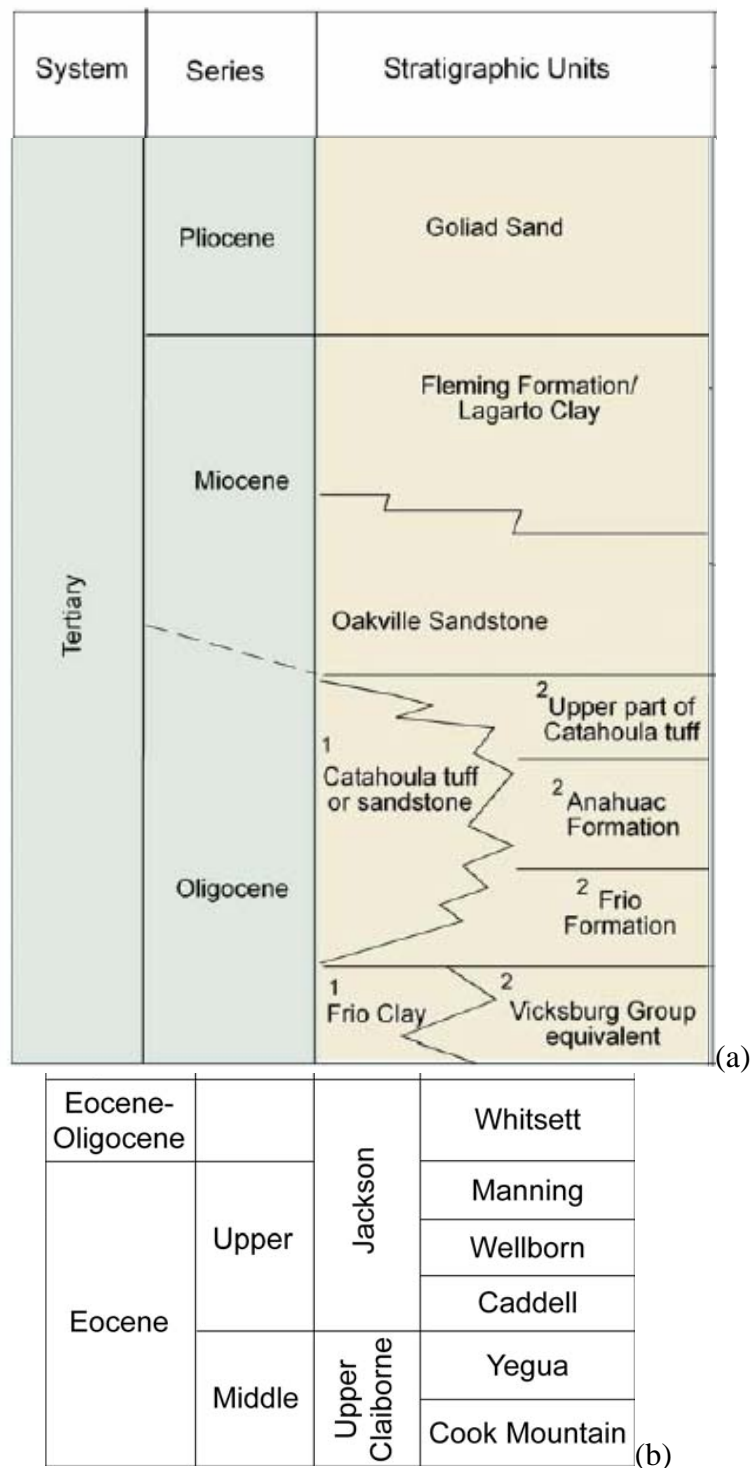 System
Series
Stratigraphic Units
Tertiary
Pliocene
Goliad Sand
Miocene
Fleming Formation/
Lagarto Clay
Oakville Sandstone
Oligocene
1
Catahoula tuff
or sandstone
2 Upper part of
Catahoula tuff
2 Anahuac
Formation
2 Frio
Formation
1
Frio Clay
2
Vicksburg Group
equivalent
(a)
Eocene-
Oligocene
Jackson
Whitsett
Eocene
Upper
Manning
Wellborn
Caddell
Middle
Upper
Claiborne
Yegua
Cook Mountain
(b)